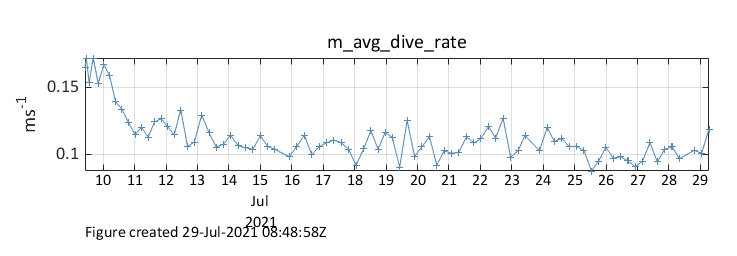 m_avg_dive_rate
ms-1
0.15
0.1
10 11 12 13 14 15 16 17 18 19 20 21 22 23 24 25 26 27 28 29
Jul
2021
Figure created 29-Jul-2021 08:48:58Z